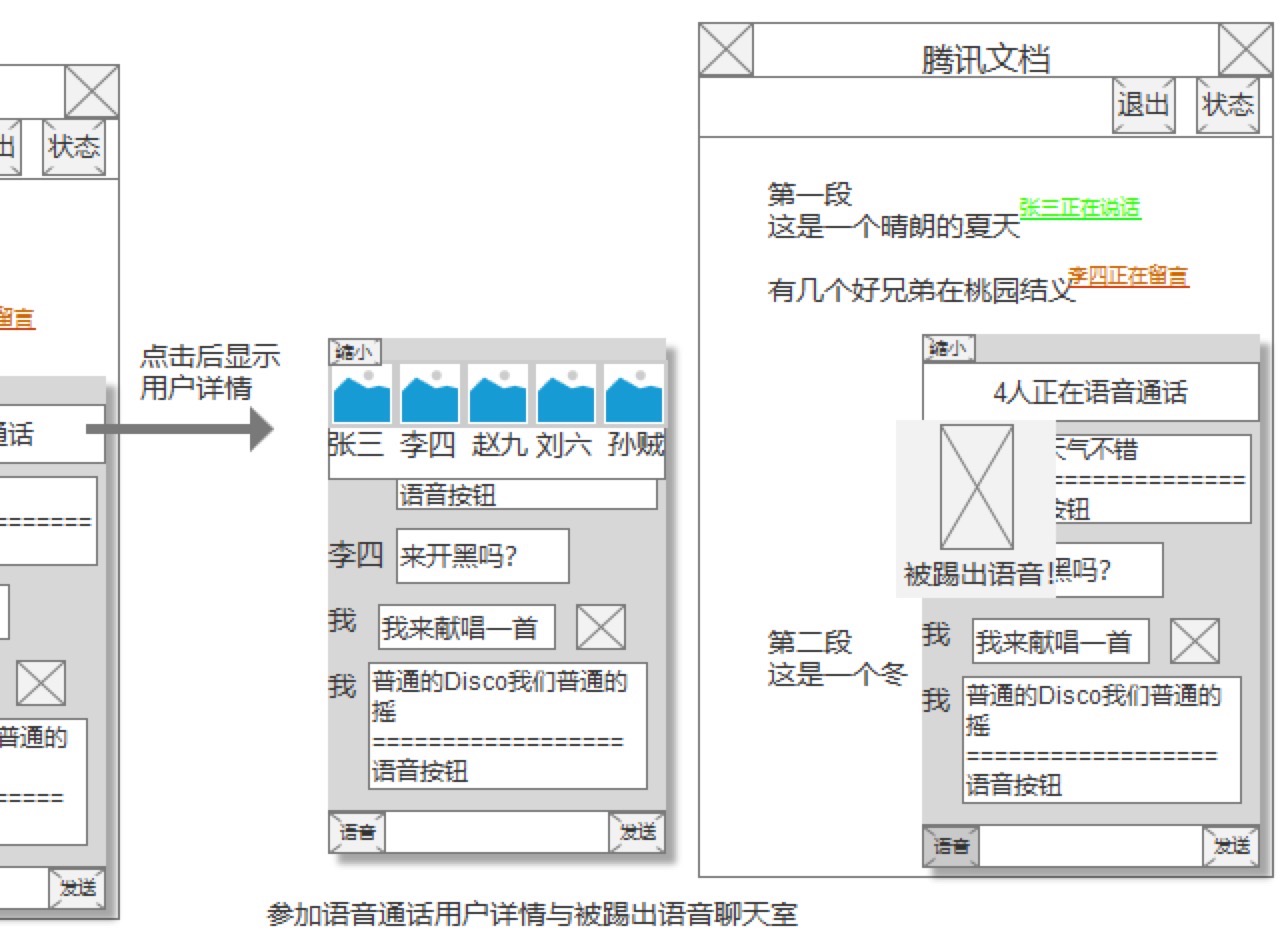 出
状态
留言
通话
=======
普通的
=====
发送
点击后显示
用户详情
缩小
张三
李四
赵九
刘六
孙贼
语音按钮
李四
来开黑吗?
我
我来献唱一首
我
普通的Disco我们普通的
摇
==================
语音按钮
语音
发送
腾讯文档
退出
状态
第一段
这是一个晴朗的夏天
张三正在说话
有几个好兄弟在桃园结义
李四正在留言
缩小
4人正在语音通话
天气不错
==============
按钮
被踢出语音!
黑吗?
第二段
这是一个冬
我
我来献唱一首
我
普通的Disco我们普通的
摇
==================
语音按钮
语音
发送
参加语音通话用户详情与被踢出语音聊天室